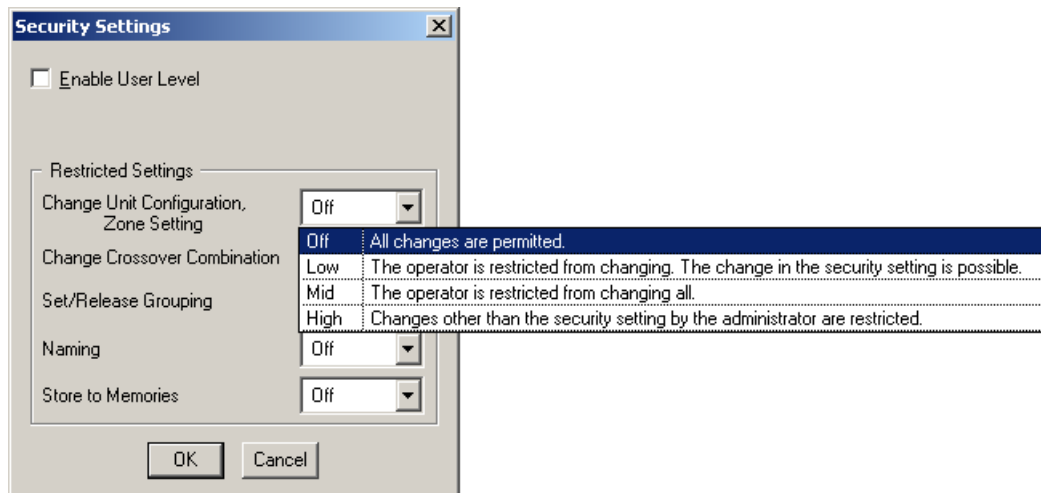 Security Settings
Enable User Level
Restricted Settings
Change Unit Configuration,
Zone Setting
Off
Off All changes are permitted.
Low The operator is restricted from changing. The change in the security setting is possible.
Mid The operator is restricted from changing all.
High Changes other than the security setting by the administrator are restricted.
Change Crossover Combination
Set/Release Grouping
Naming
Off
Store to Memories
Off
OK
Cancel